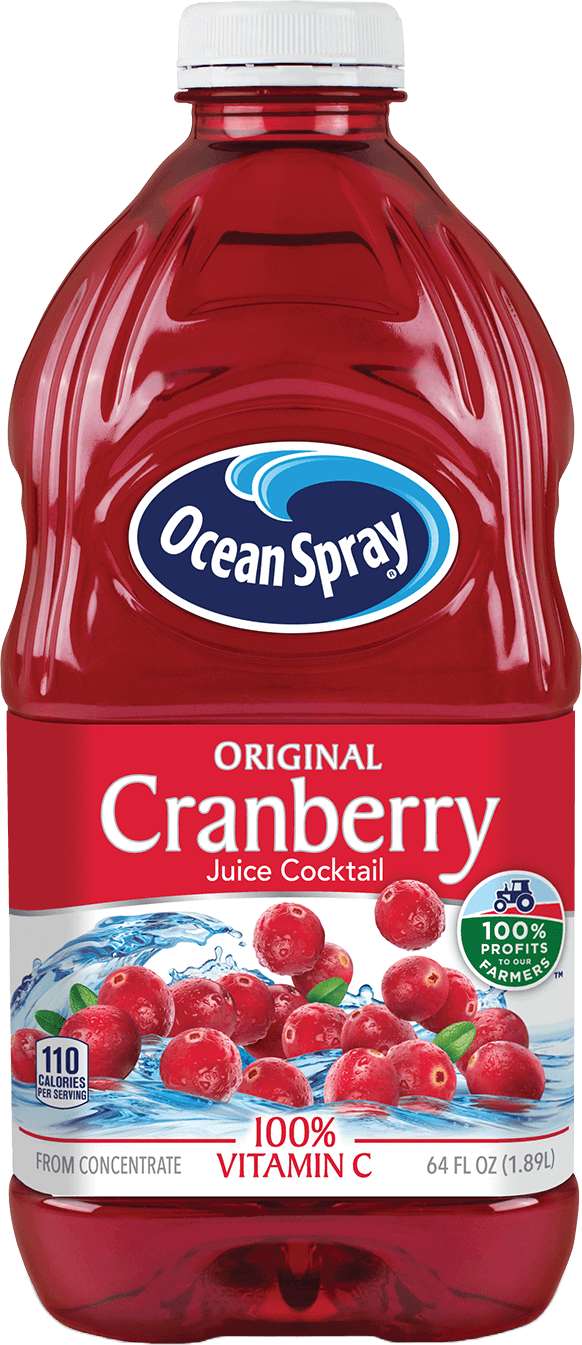 Ocean Spray®
ORIGINAL
Cranberry
Juice Cocktail
100%
PROFITS
TO OUR
FARMERS
™
110
CALORIES
PER SERVING
100%
VITAMIN C
FROM CONCENTRATE
64 FL OZ (1.89L)